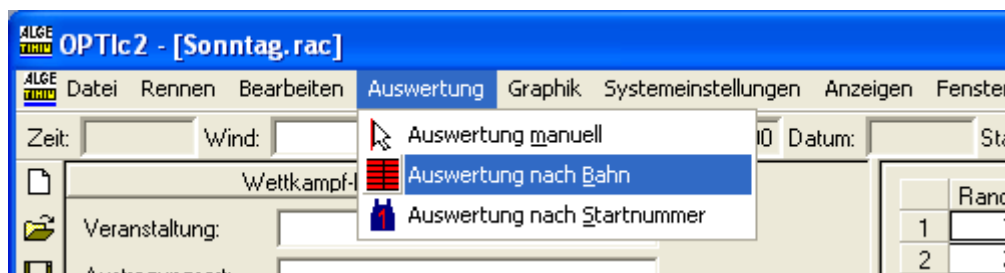 ALGE TIMING OPTIc2 - [Sonntag.rac]
ALGE TIMING Datei Rennen Bearbeiten Auswertung Graphik Systemeinstellungen Anzeigen
Zeit: Wind: Datum:
Auswertung manuell
Auswertung nach Bahn
Auswertung nach Startnummer
Veranstaltung:
1
2